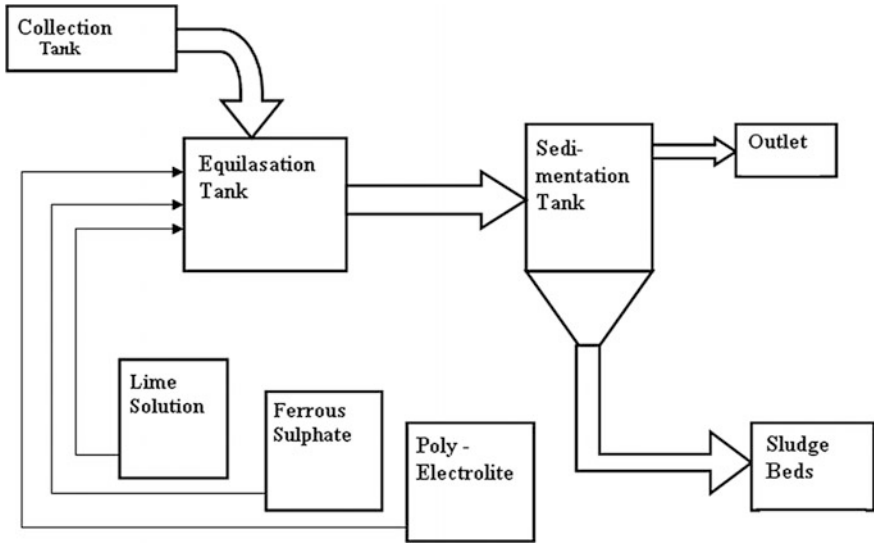 Collection
Tank
Equilasation
Tank
Sedi-
mentation
Tank
Outlet
Lime
Solution
Ferrous
Sulphate
Poly -
Electrolite
Sludge
Beds